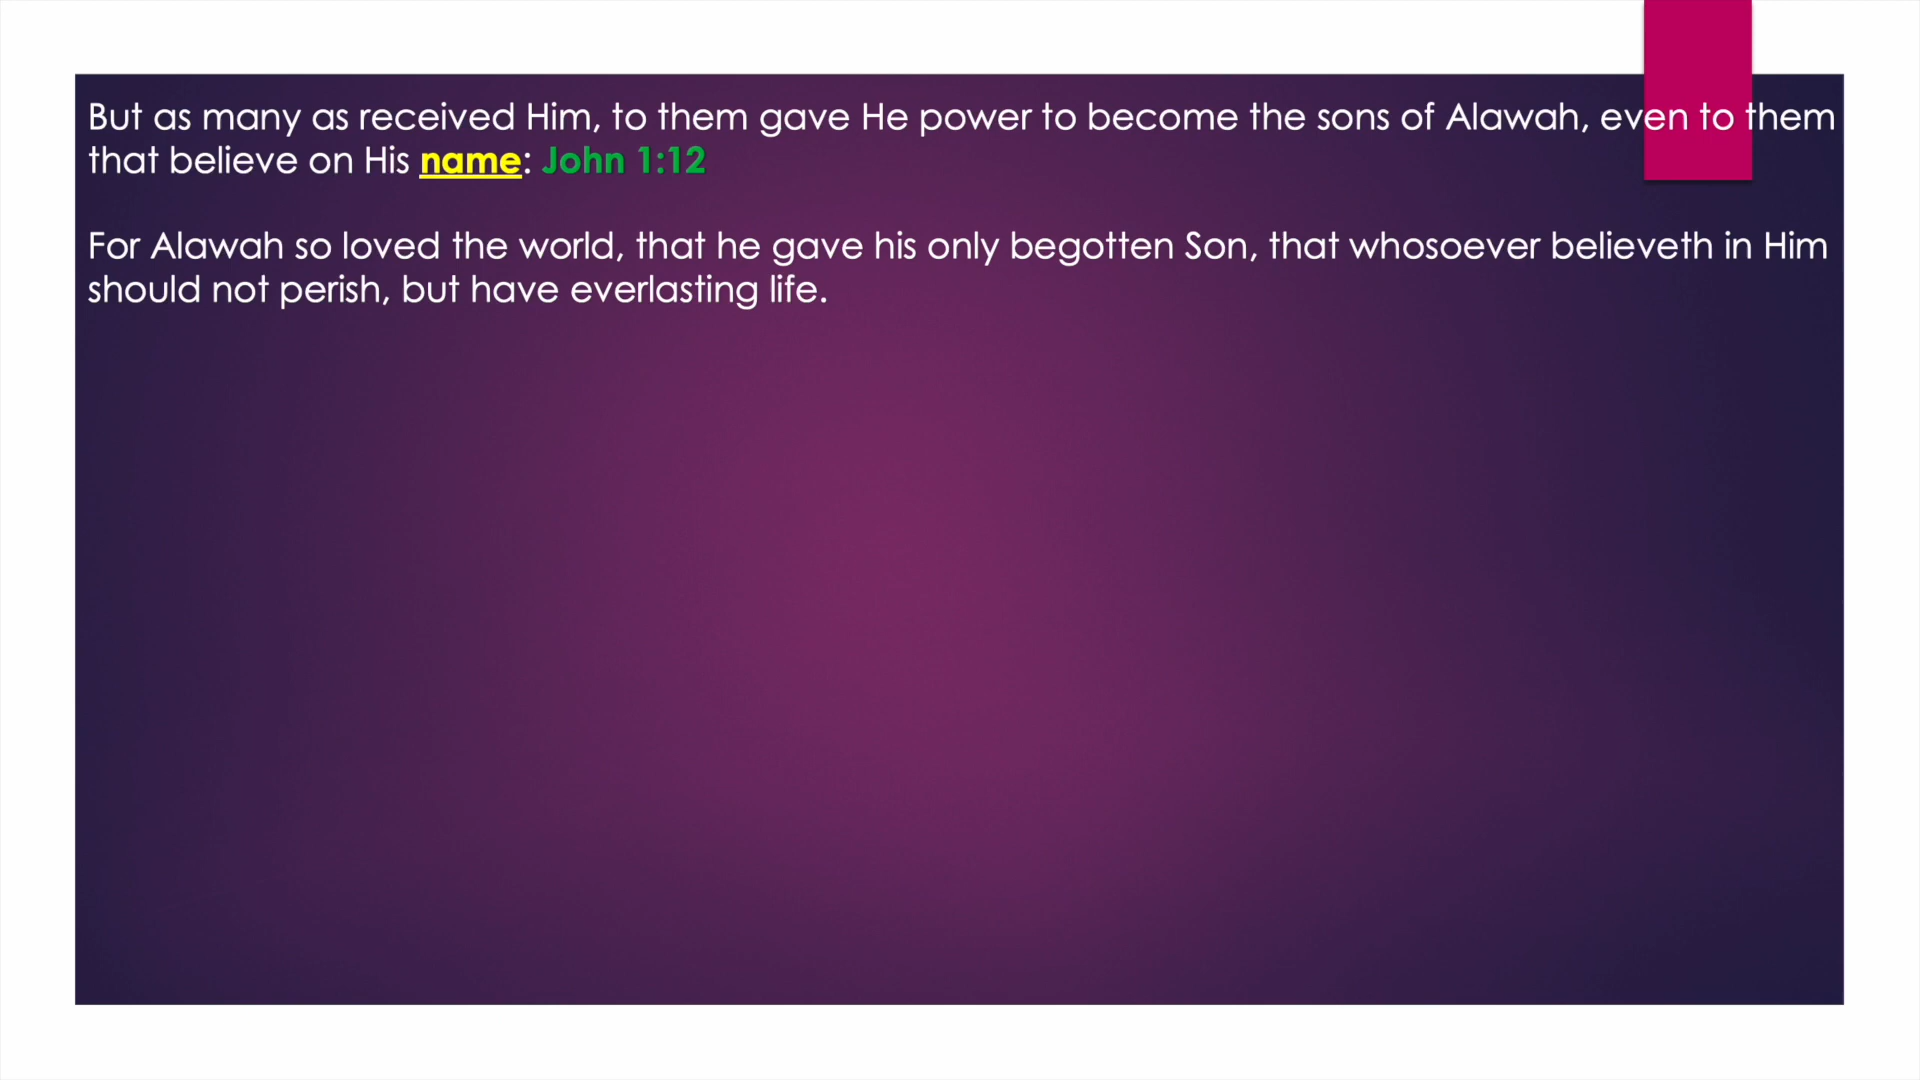 But as many as received Him, to them gave He power to become the sons of Alawah, even to them
that believe on His name: John 1:12
For Alawah so loved the world, that he gave his only begotten Son, that whosoever believeth in Him
should not perish, but have everlasting life.